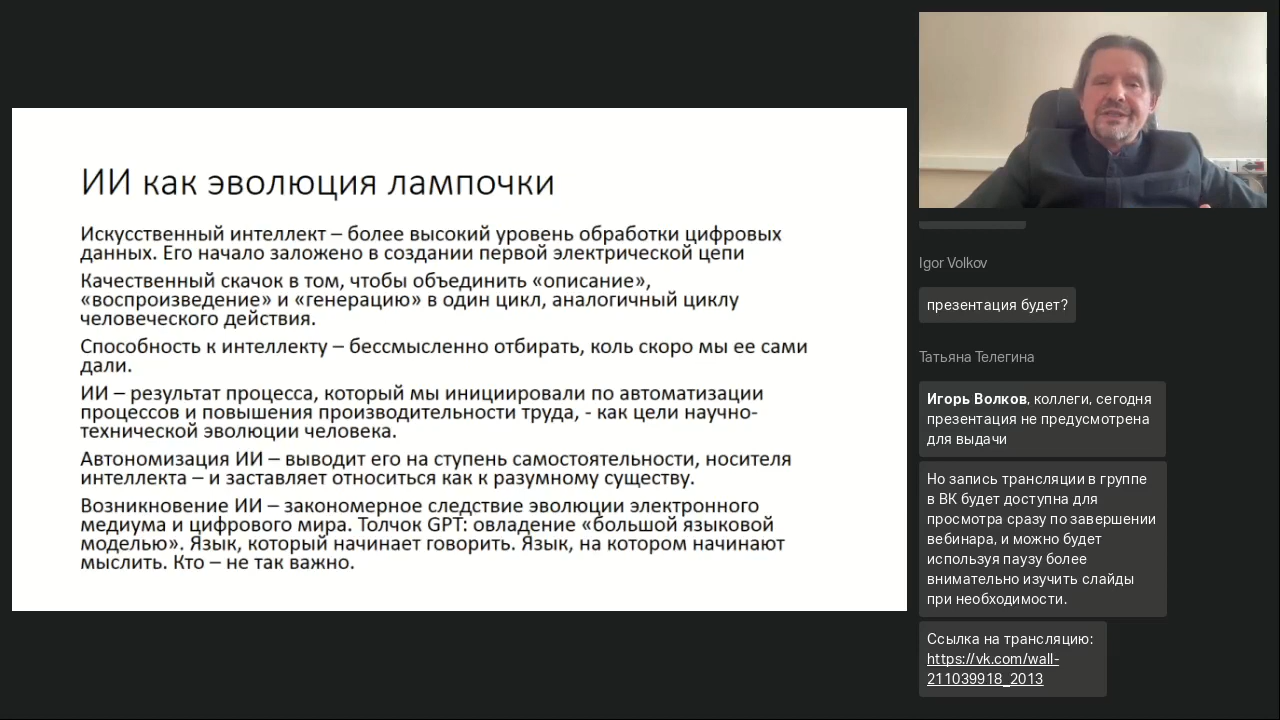 ИИ как эволюция лампочки
Искусственный интеллект – более высокий уровень обработки цифровых
данных. Его начало заложено в создании первой электрической цепи
Качественный скачок в том, чтобы объединить «описание»,
«воспроизведение» и «генерацию» в один цикл, аналогичный циклу
человеческого действия.
Способность к интеллекту – бессмысленно отбирать, коль скоро мы ее сами
дали.
ИИ – результат процесса, который мы инициировали по автоматизации
процессов и повышения производительности труда, - как цели научно-
технической эволюции человека.
Автономизация ИИ – выводит его на ступень самостоятельности, носителя
интеллекта – и заставляет относиться как к разумному существу.
Возникновение ИИ – закономерное следствие эволюции электронного
медиума и цифрового мира. Толчок GPT: овладение «большой языковой
моделью». Язык, который начинает говорить. Язык, на котором начинают
мыслить. Кто – не так важно.
Igor Volkov
презентация будет?
Татьяна Телегина
Игорь Волков, коллеги, сегодня
презентация не предусмотрена
для выдачи
Но запись трансляции в группе
в ВК будет доступна для
просмотра сразу по завершении
вебинара, и можно будет
используя паузу более
внимательно изучить слайды
при необходимости.
Ссылка на трансляцию:
https://vk.com/wall-
211039918_2013